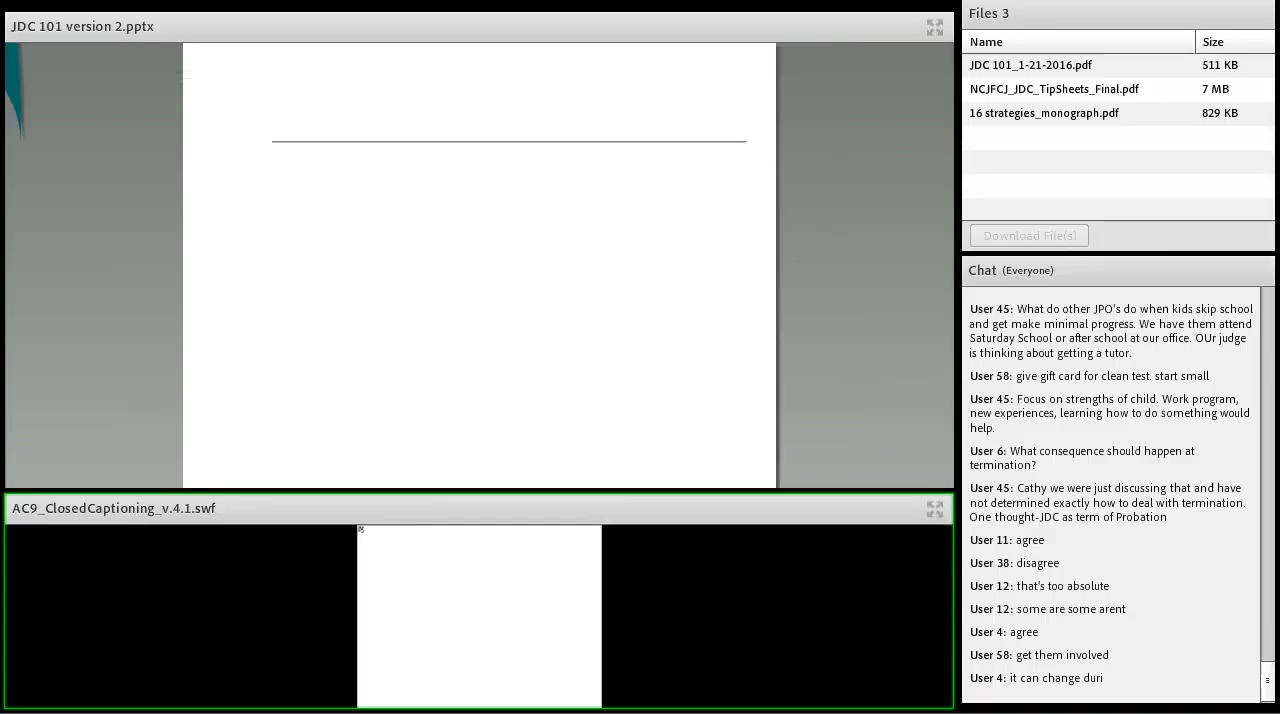 JDC 101 version 2.pptx
AC9_ClosedCaptioning_v.4.1.swf
Files 3
Name Size
JDC 101_1-21-2016.pdf 511 KB
NCJFCJ_JDC_TipSheets_Final.pdf 7 MB
16 strategies_monograph.pdf 829 KB
Download File(s)
Chat (Everyone)
User 45: What do other JPO's do when kids skip school
and get make minimal progress. We have them attend
Saturday School or after school at our office. OUr judge
is thinking about getting a tutor.
User 58: give gift card for clean test. start small
User 45: Focus on strengths of child. Work program,
new experiences, learning how to do something would
help.
User 6: What consequence should happen at
termination?
User 45: Cathy we were just discussing that and have
not determined exactly how to deal with termination.
One thought-JDC as term of Probation
User 11: agree
User 38: disagree
User 12: that's too absolute
User 12: some are some arent
User 4: agree
User 58: get them involved
User 4: it can change duri